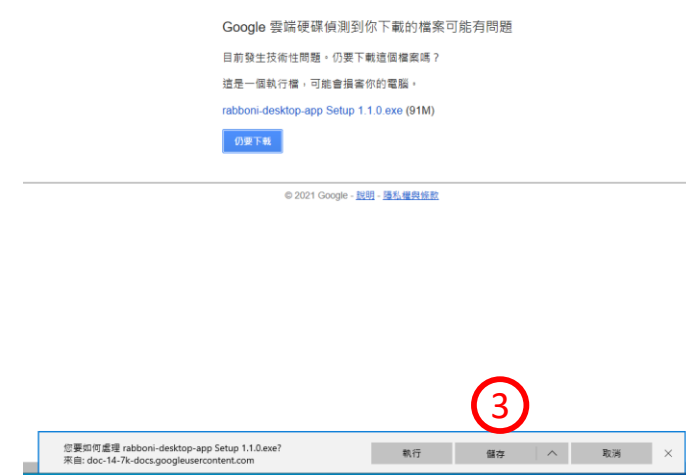 Google 雲端硬碟偵測到你下載的檔案可能有問題
目前發生技術性問題，仍要下載這個檔案嗎？
這是一個執行檔，可能會損害你的電腦。
rabboni-desktop-app Setup 1.1.0.exe (91M)
仍要下載
© 2021 Google - 說明 - 隱私權與條款
3
您要如何處理 rabboni-desktop-app Setup 1.1.0.exe?
來自: doc-14-7k-docs.googleusercontent.com
執行
儲存
取消